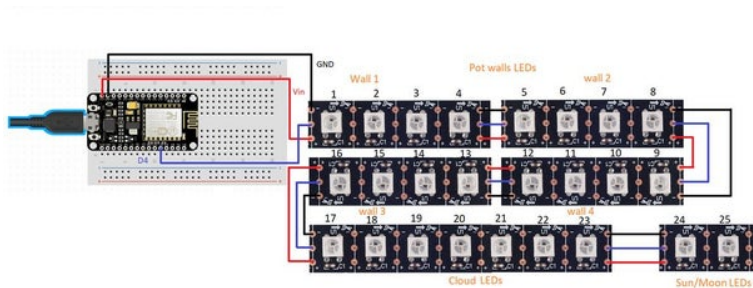 GND
Wall 1
Pot walls LEDs
wall 2
Vin
1 2 3 4 5 6 7 8
D4
16 15 14 13 12 11 10 9
wall 3
wall 4
17 18 19 20 21 22 23 24 25
Cloud LEDs
Sun/Moon LEDs